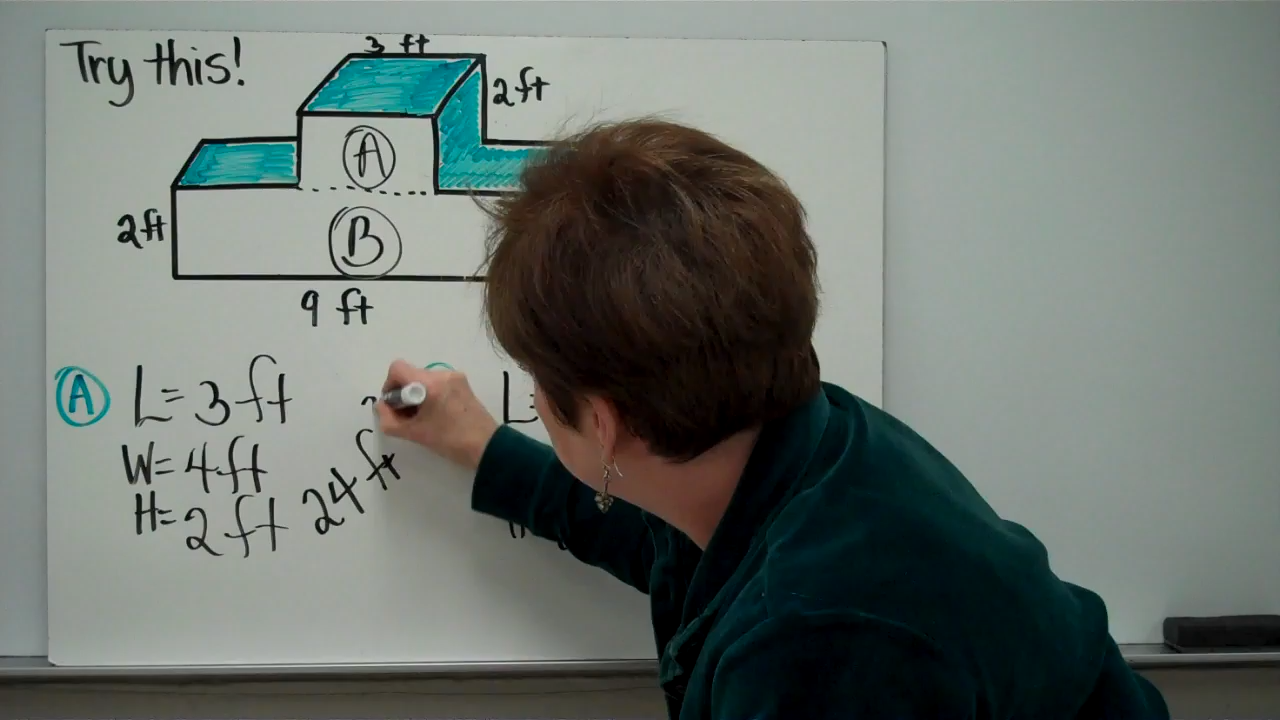 Try this!
3 ft
2 ft
A
2 ft
B
9 ft
A L = 3 ft
W = 4 ft
H = 2 ft
24 ft
L =